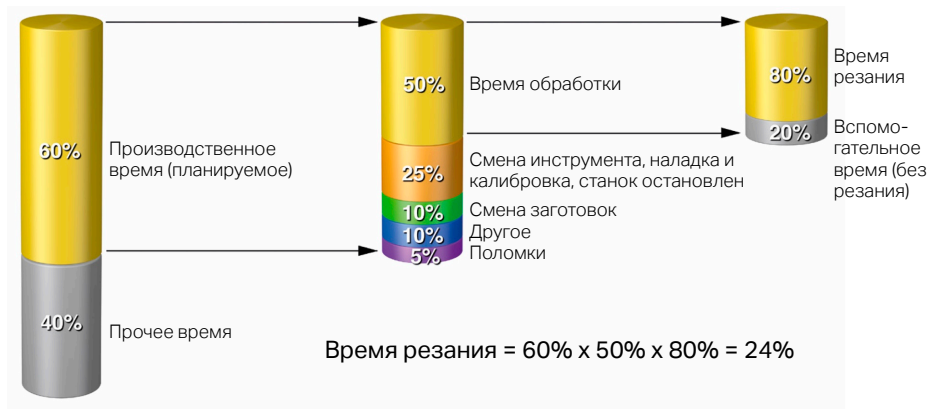 60%
Производственное
время (планируемое)
40%
Прочее время
50%
Время обработки
25%
Смена инструмента, наладка и
калибровка, станок остановлен
10%
Смена заготовок
10%
Другое
5%
Поломки
80%
Время
резания
20%
Вспомо-
гательное
время (без
резания)
Время резания = 60% x 50% x 80% = 24%